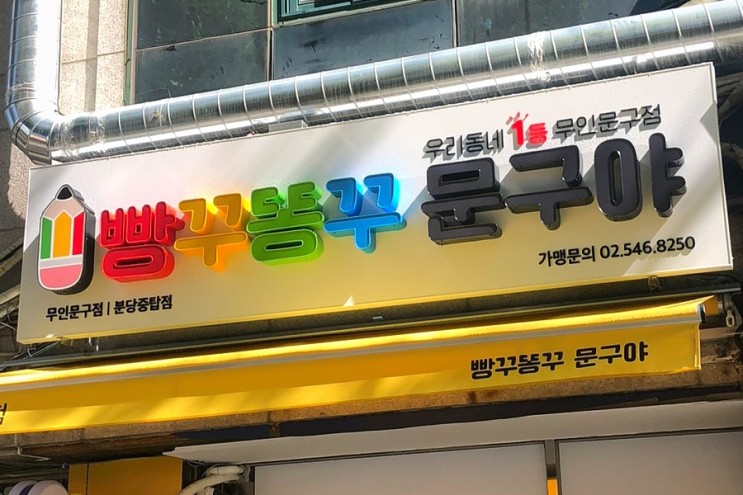 우리동네 1등 무인문구점
빵꾸똥꾸 문구야
가맹문의 02.546.8250
무인문구점 | 분당중탑점
빵꾸똥꾸 문구야
점